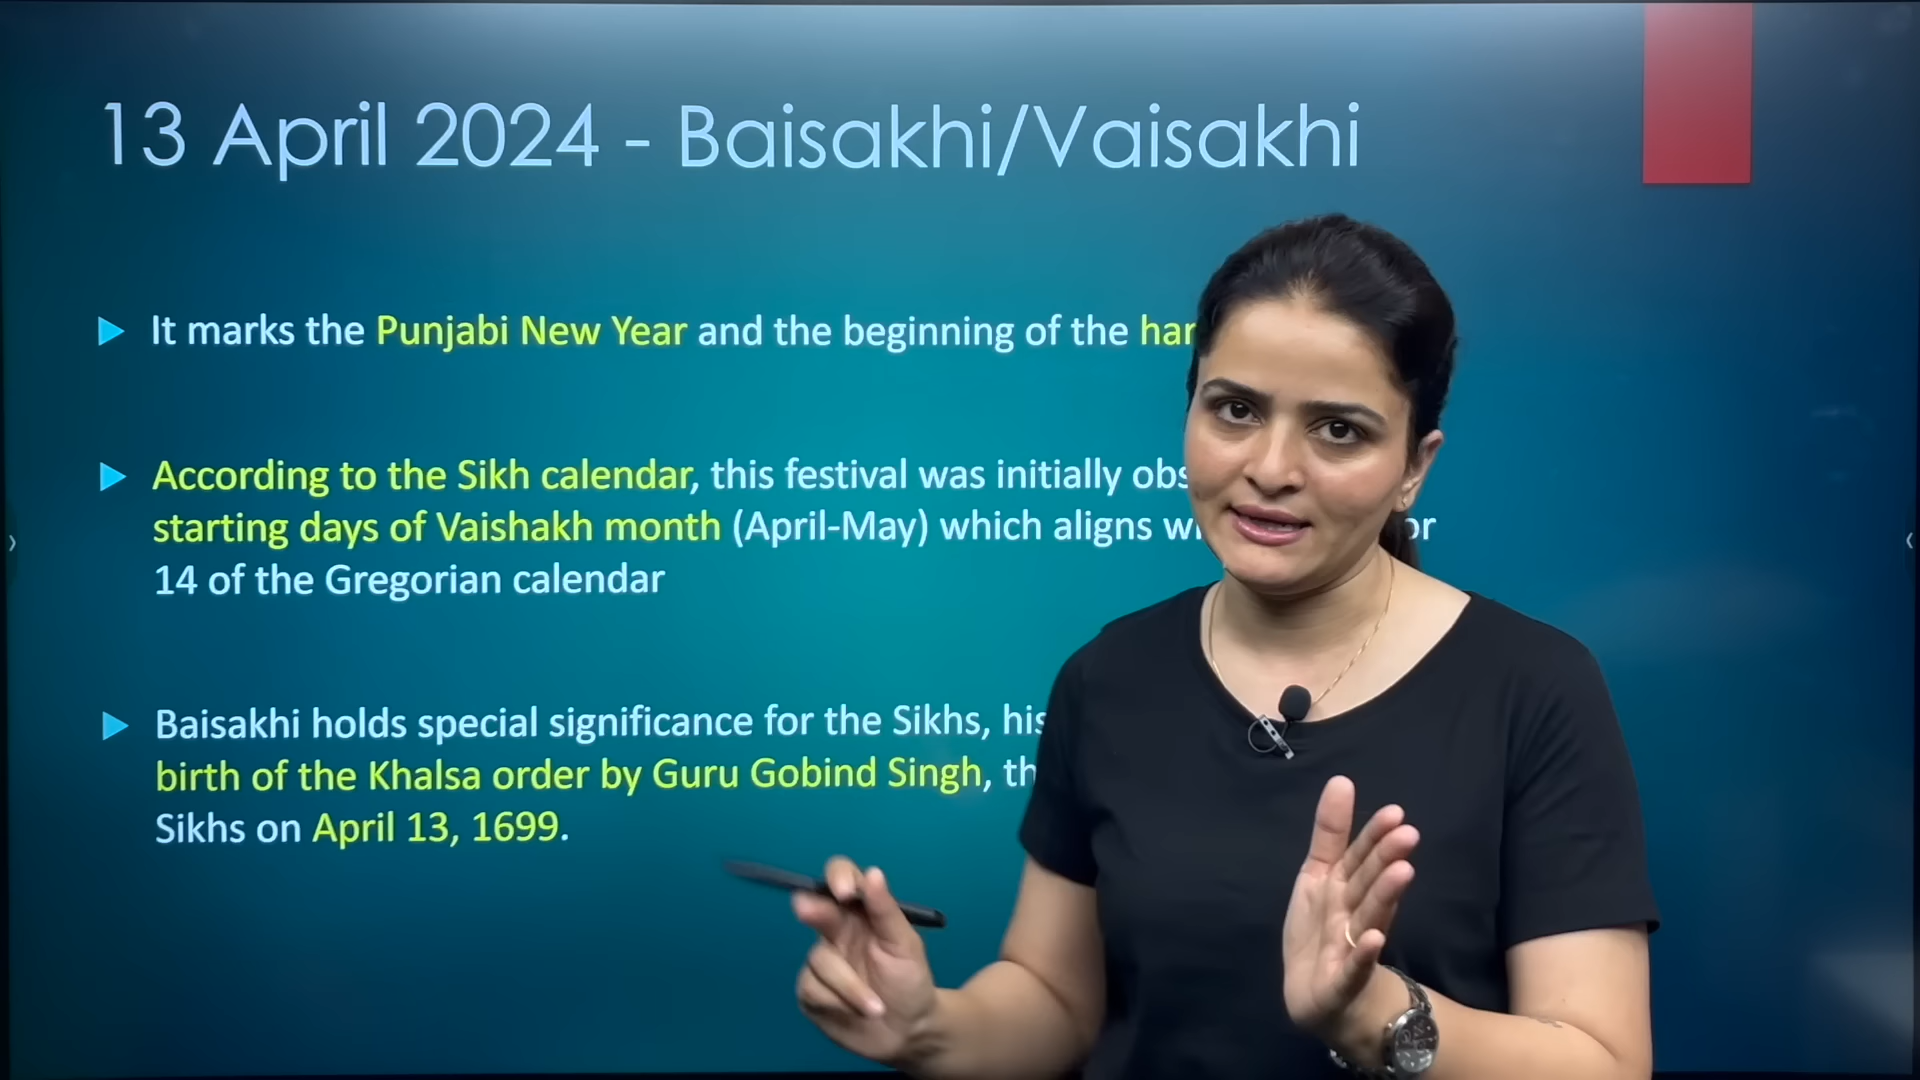 13 April 2024 - Baisakhi/Vaisakhi
It marks the Punjabi New Year and the beginning of the har
According to the Sikh calendar, this festival was initially obs
starting days of Vaishakh month (April-May) which aligns wi or
14 of the Gregorian calendar
Baisakhi holds special significance for the Sikhs, his
birth of the Khalsa order by Guru Gobind Singh, th
Sikhs on April 13, 1699.